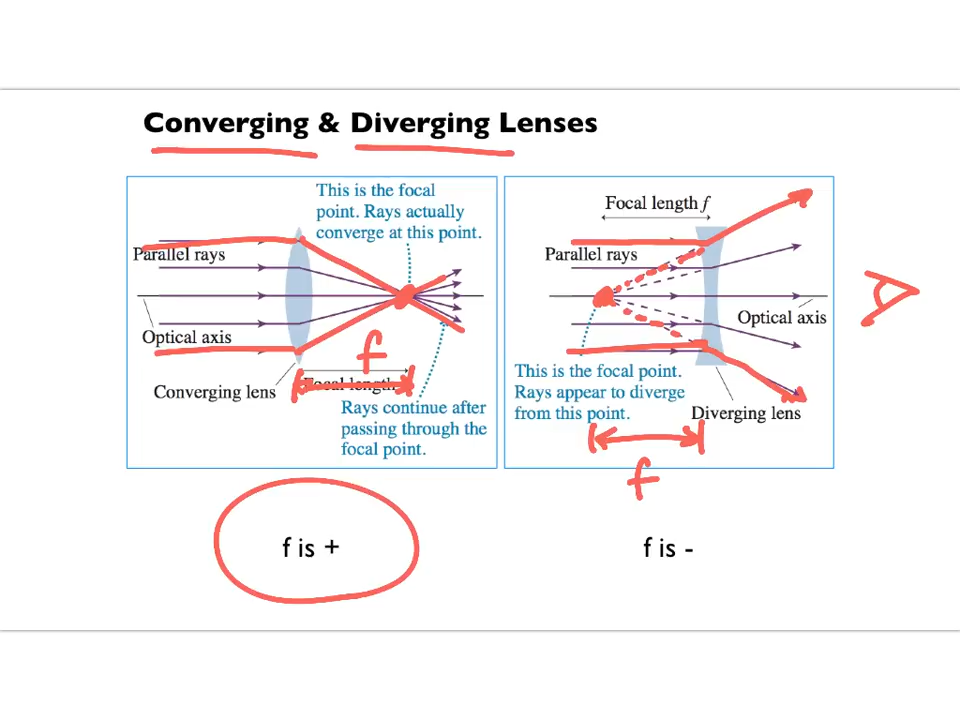 Converging & Diverging Lenses
This is the focal
point. Rays actually
converge at this point.
Parallel rays
Optical axis
f
Focal length
Converging lens
Rays continue after
passing through the
focal point.
f is +
Focal length f
Parallel rays
Optical axis
This is the focal point.
Rays appear to diverge
from this point.
Diverging lens
f
f is -